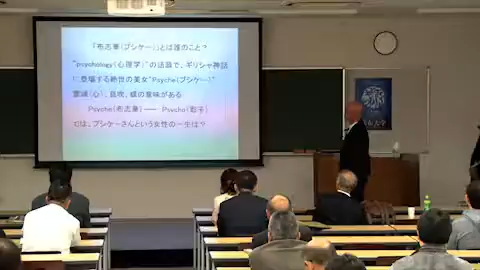 「布志華(プシケー)」とは誰のこと?
"psychology(心理学)"の語源で、ギリシャ神話
に登場する絶世の美女"Psyche(プシケー)"
霊魂(心)、息吹、蝶の意味がある
Psyche(布志華) ―― Psycho(彩子)
では、プシケーさんという女性の一生は?